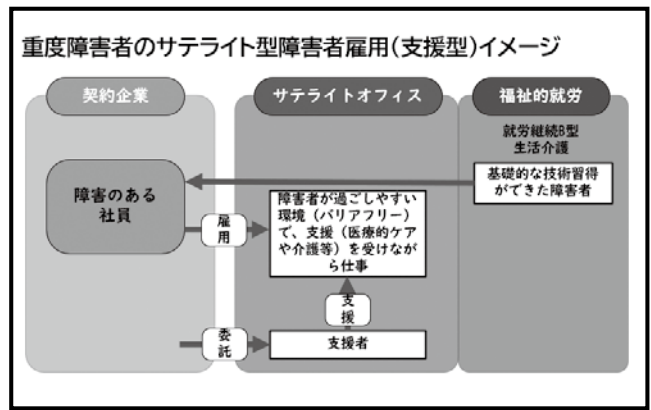 重度障害者のサテライト型障害者雇用(支援型)イメージ
契約企業
サテライトオフィス
福祉的就労
就労継続B型
生活介護
基礎的な技術習得
ができた障害者
障害のある
社員
雇
用
障害者が過ごしやすい
環境（バリアフリー）
で、支援（医療的ケア
や介護等）を受けなが
ら仕事
支
援
委
託
支援者